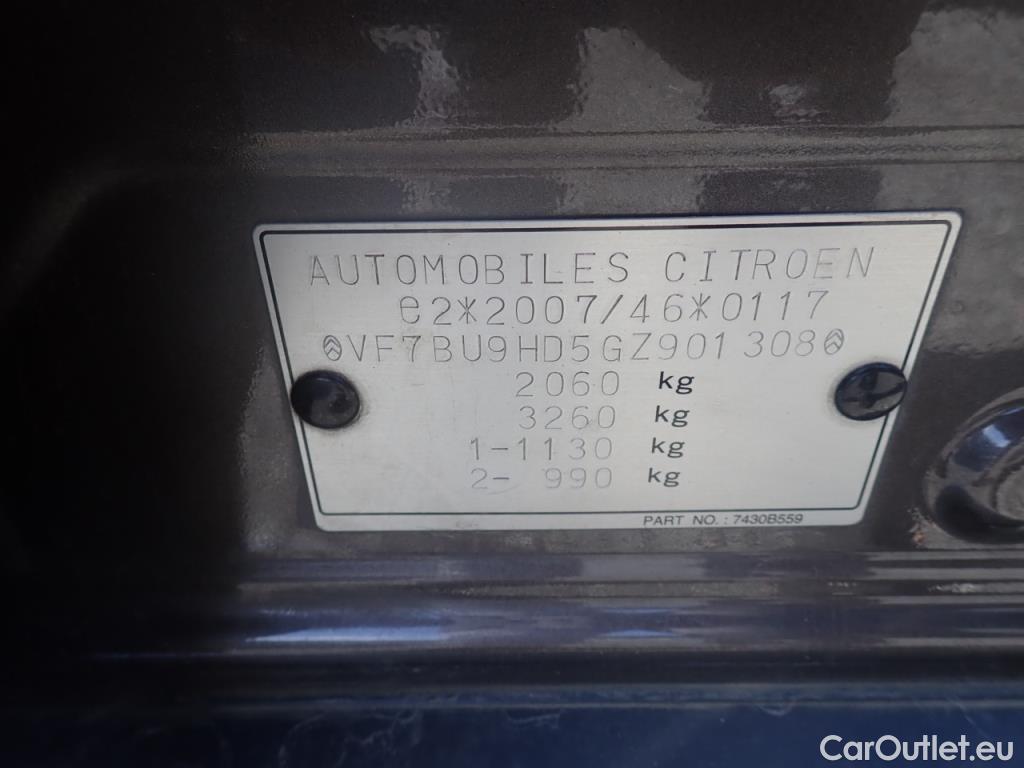 AUTOMOBILES CITROEN
e2*2007/46*0117
VF7BU9HD5GZ901308
2060 kg
3260 kg
1-1130 kg
2- 990 kg
PART NO. : 7430B559
CarOutlet.eu